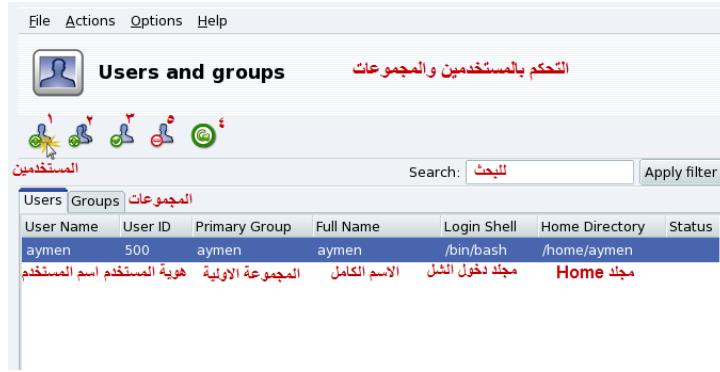 File Actions Options Help
Users and groups التحكم بالمستخدمين والمجموعات
١ ٢ ٣ ٥ ٤
المستخدمين Search: للبحث Apply filter
Users Groups المجموعات
User Name User ID Primary Group Full Name Login Shell Home Directory Status
aymen 500 aymen aymen /bin/bash /home/aymen
اسم المستخدم هوية المستخدم المجموعة الاولية الاسم الكامل مجلد دخول الشل مجلد Home